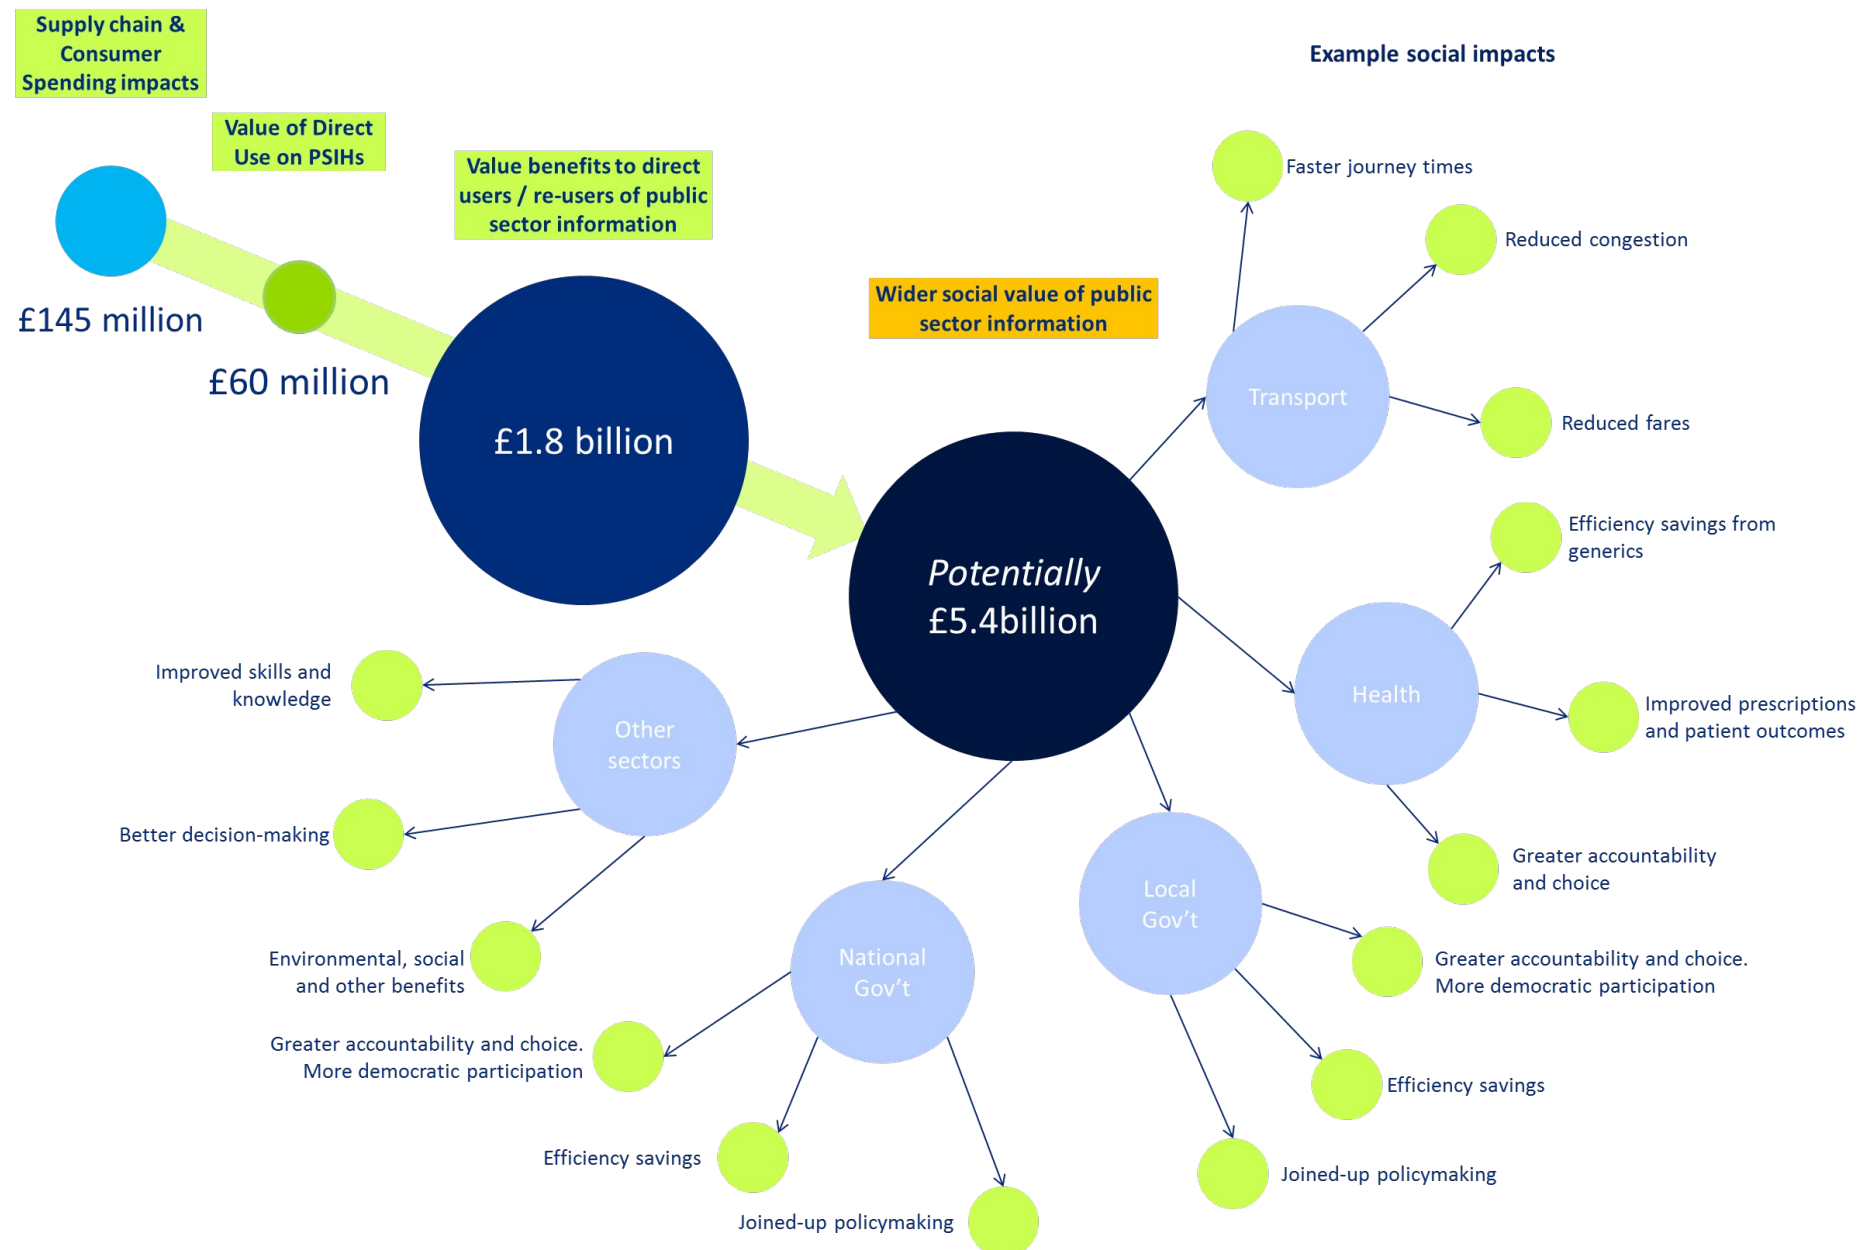 Supply chain &
Consumer
Spending impacts
Value of Direct
Use on PSIHs
Value benefits to direct
users / re-users of public
sector information
Example social impacts
£145 million
£60 million
£1.8 billion
Wider social value of public
sector information
Potentially
£5.4billion
Transport
Faster journey times
Reduced congestion
Reduced fares
Health
Efficiency savings from
generics
Improved prescriptions
and patient outcomes
Greater accountability
and choice
Local
Gov’t
Greater accountability and choice.
More democratic participation
Efficiency savings
Joined-up policymaking
National
Gov’t
Greater accountability and choice.
More democratic participation
Efficiency savings
Joined-up policymaking
Other
sectors
Improved skills and
knowledge
Better decision-making
Environmental, social
and other benefits